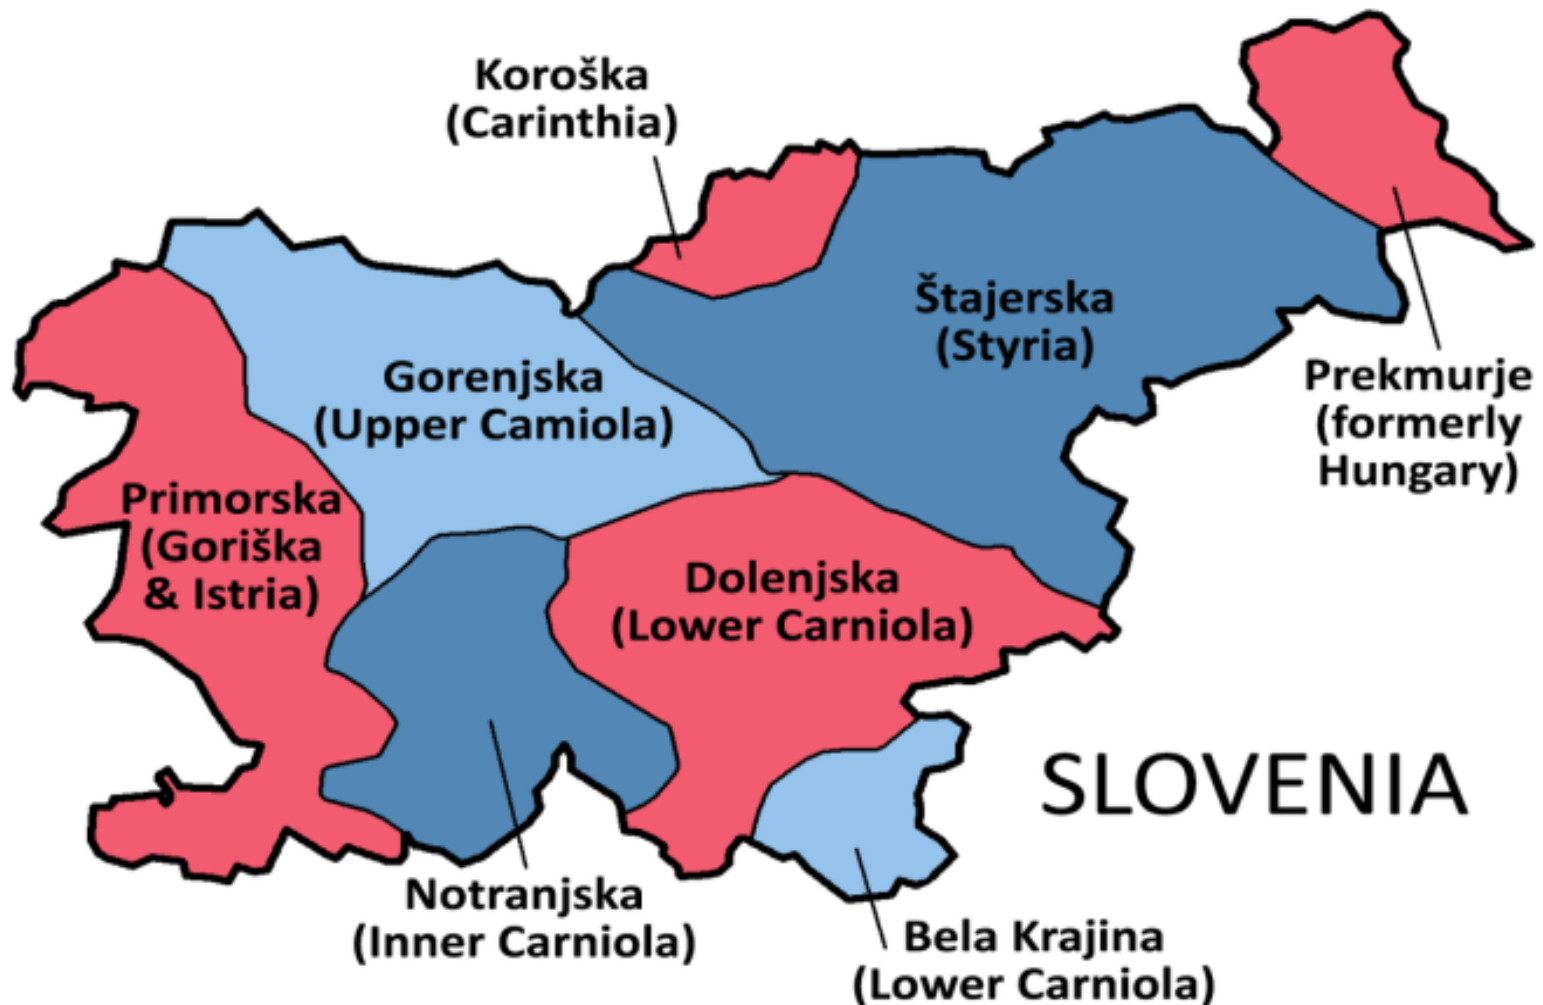 Koroška
(Carinthia)
Štajerska
(Styria)
Gorenjska
(Upper Camiola)
Prekmurje
(formerly
Hungary)
Primorska
(Goriška
& Istria)
Dolenjska
(Lower Carniola)
SLOVENIA
Notranjska
(Inner Carniola)
Bela Krajina
(Lower Carniola)